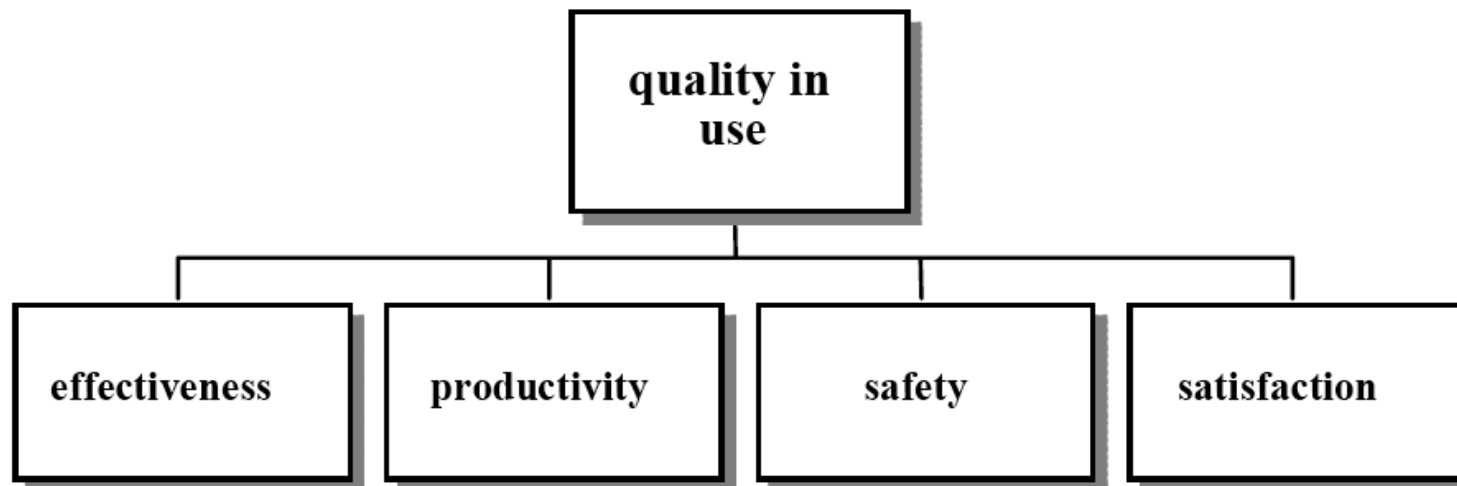 quality in
use
effectiveness
productivity
safety
satisfaction